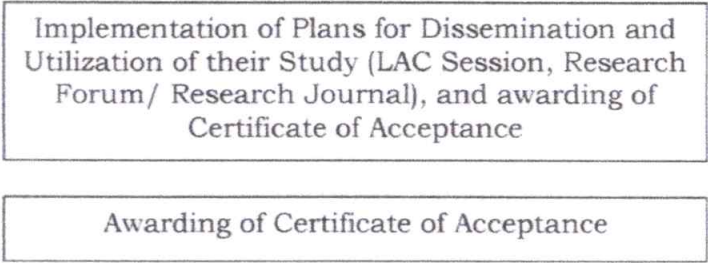 Implementation of Plans for Dissemination and
Utilization of their Study (LAC Session, Research
Forum/ Research Journal), and awarding of
Certificate of Acceptance
Awarding of Certificate of Acceptance